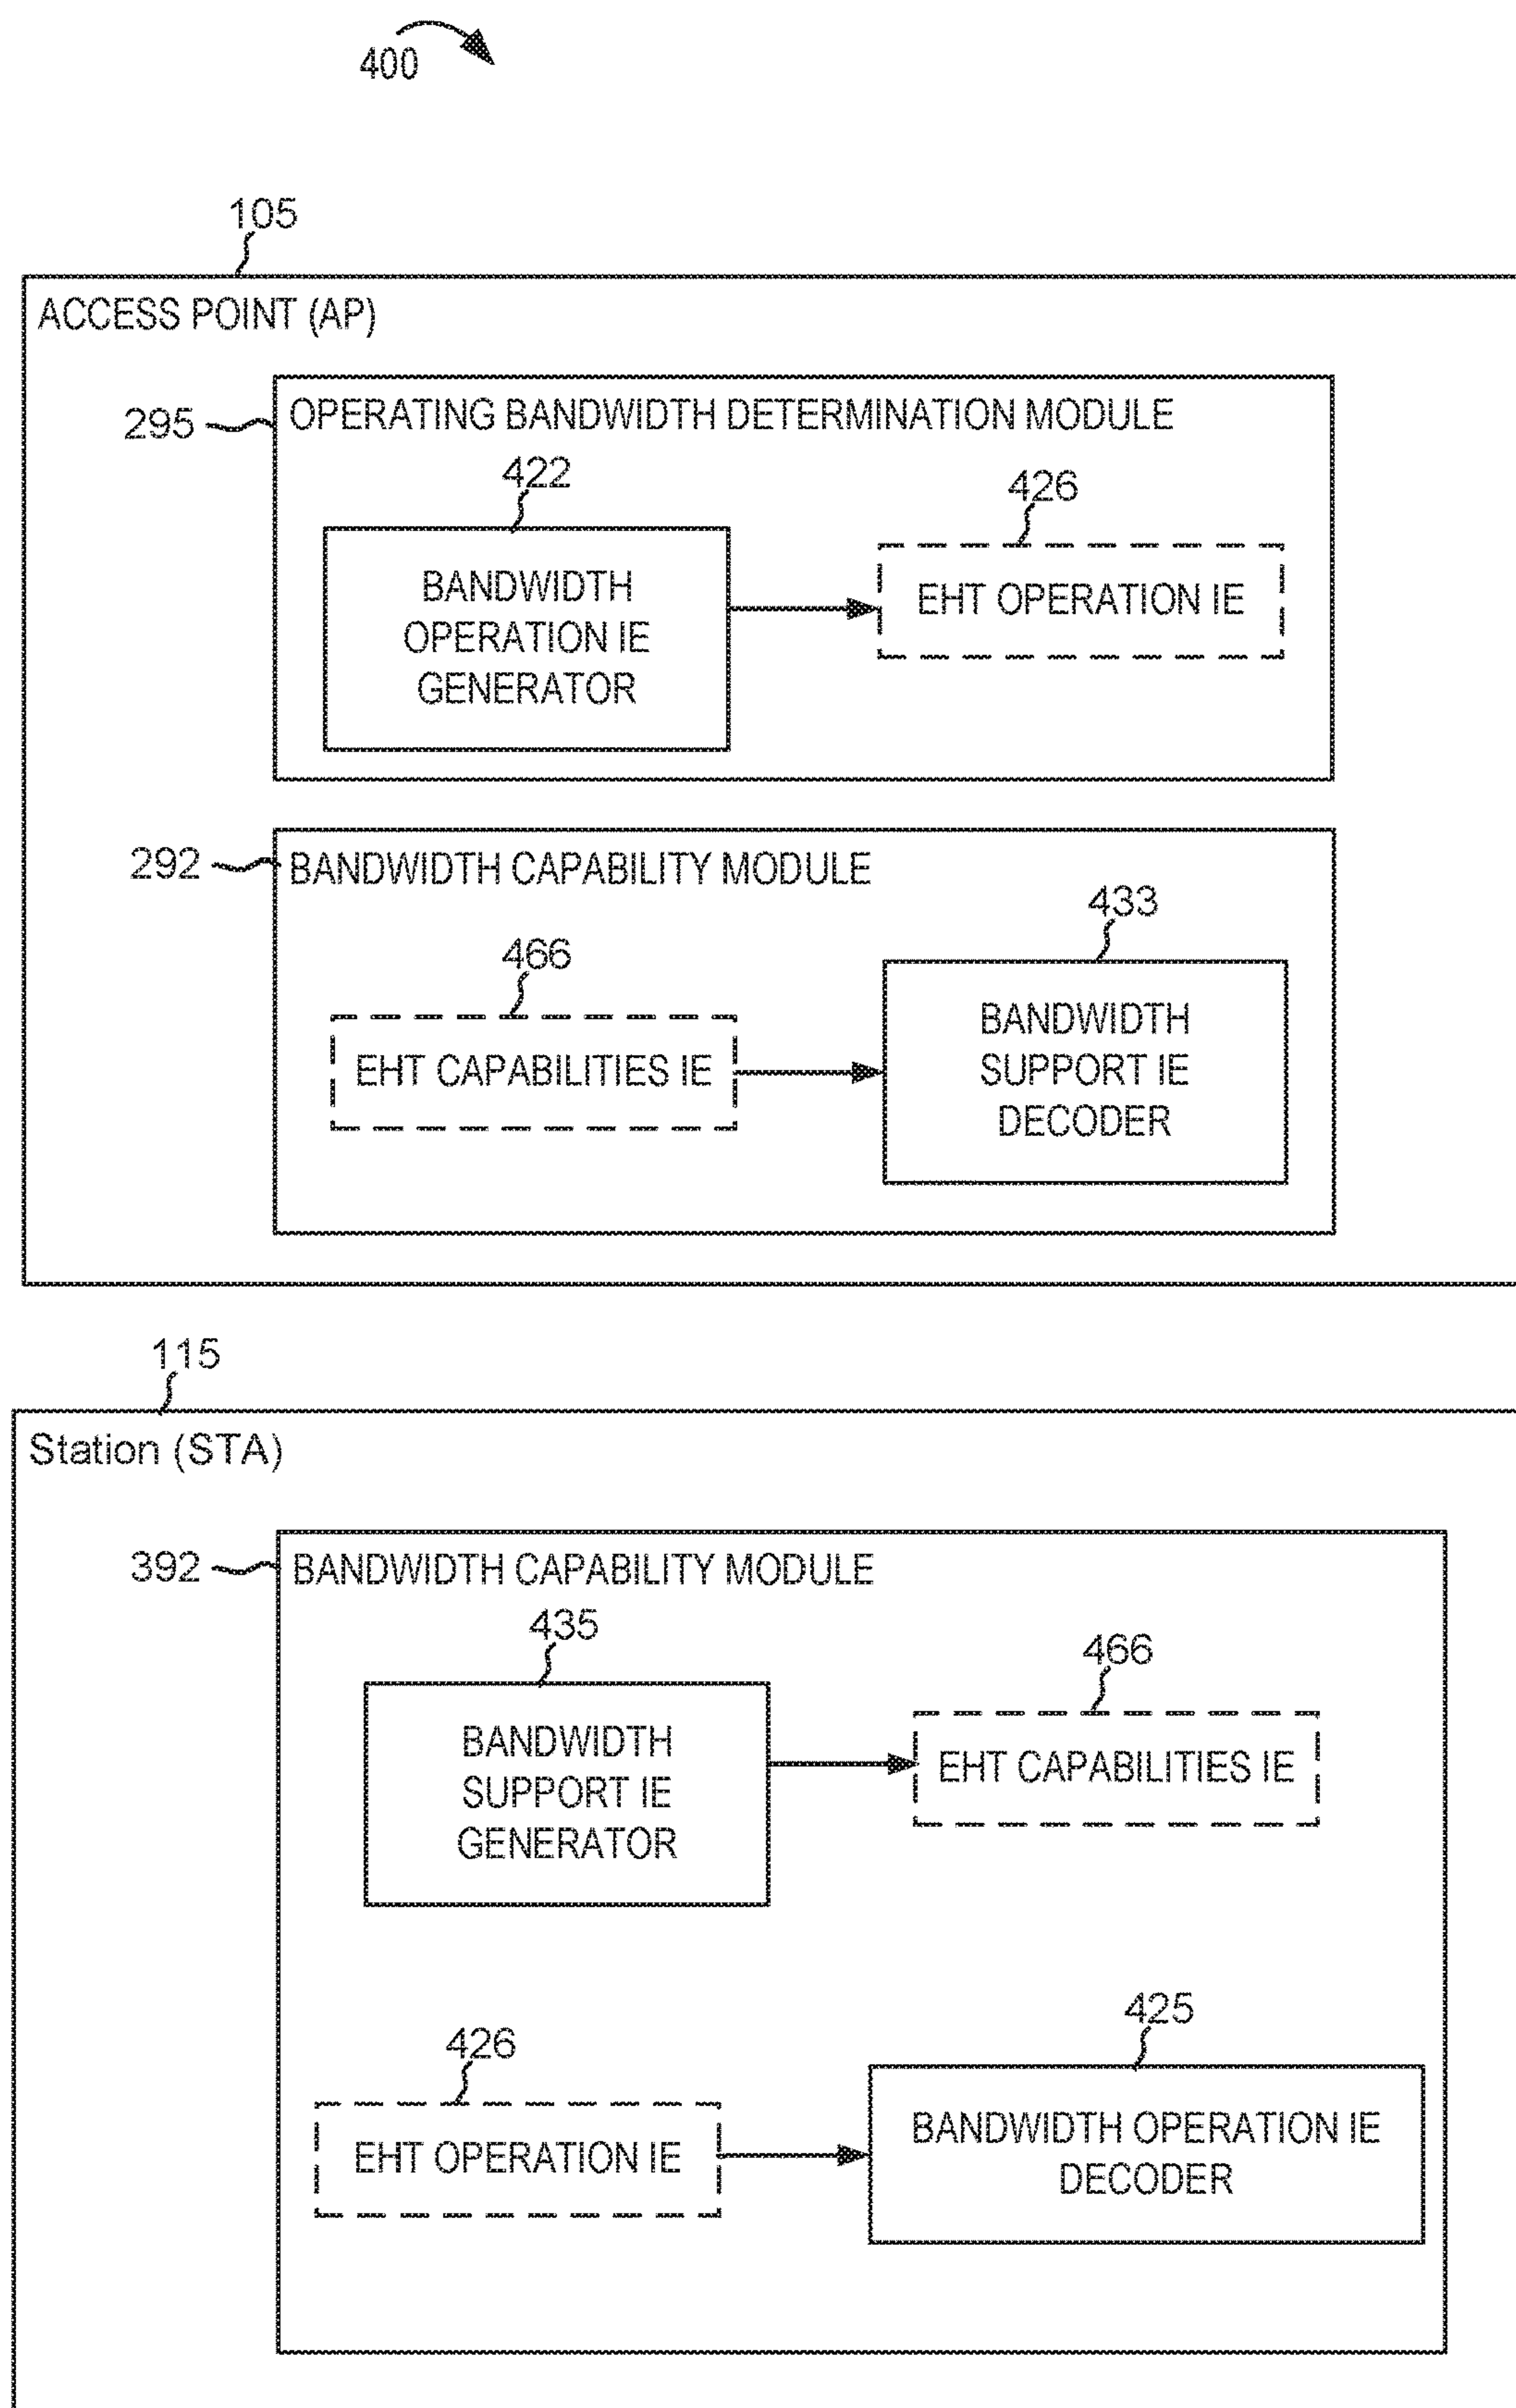 400
105
ACCESS POINT (AP)
295
OPERATING BANDWIDTH DETERMINATION MODULE
422
426
BANDWIDTH
OPERATION IE
GENERATOR
EHT OPERATION IE
292
BANDWIDTH CAPABILITY MODULE
433
466
EHT CAPABILITIES IE
BANDWIDTH
SUPPORT IE
DECODER
115
Station (STA)
392
BANDWIDTH CAPABILITY MODULE
435
466
BANDWIDTH
SUPPORT IE
GENERATOR
EHT CAPABILITIES IE
425
426
EHT OPERATION IE
BANDWIDTH OPERATION IE
DECODER